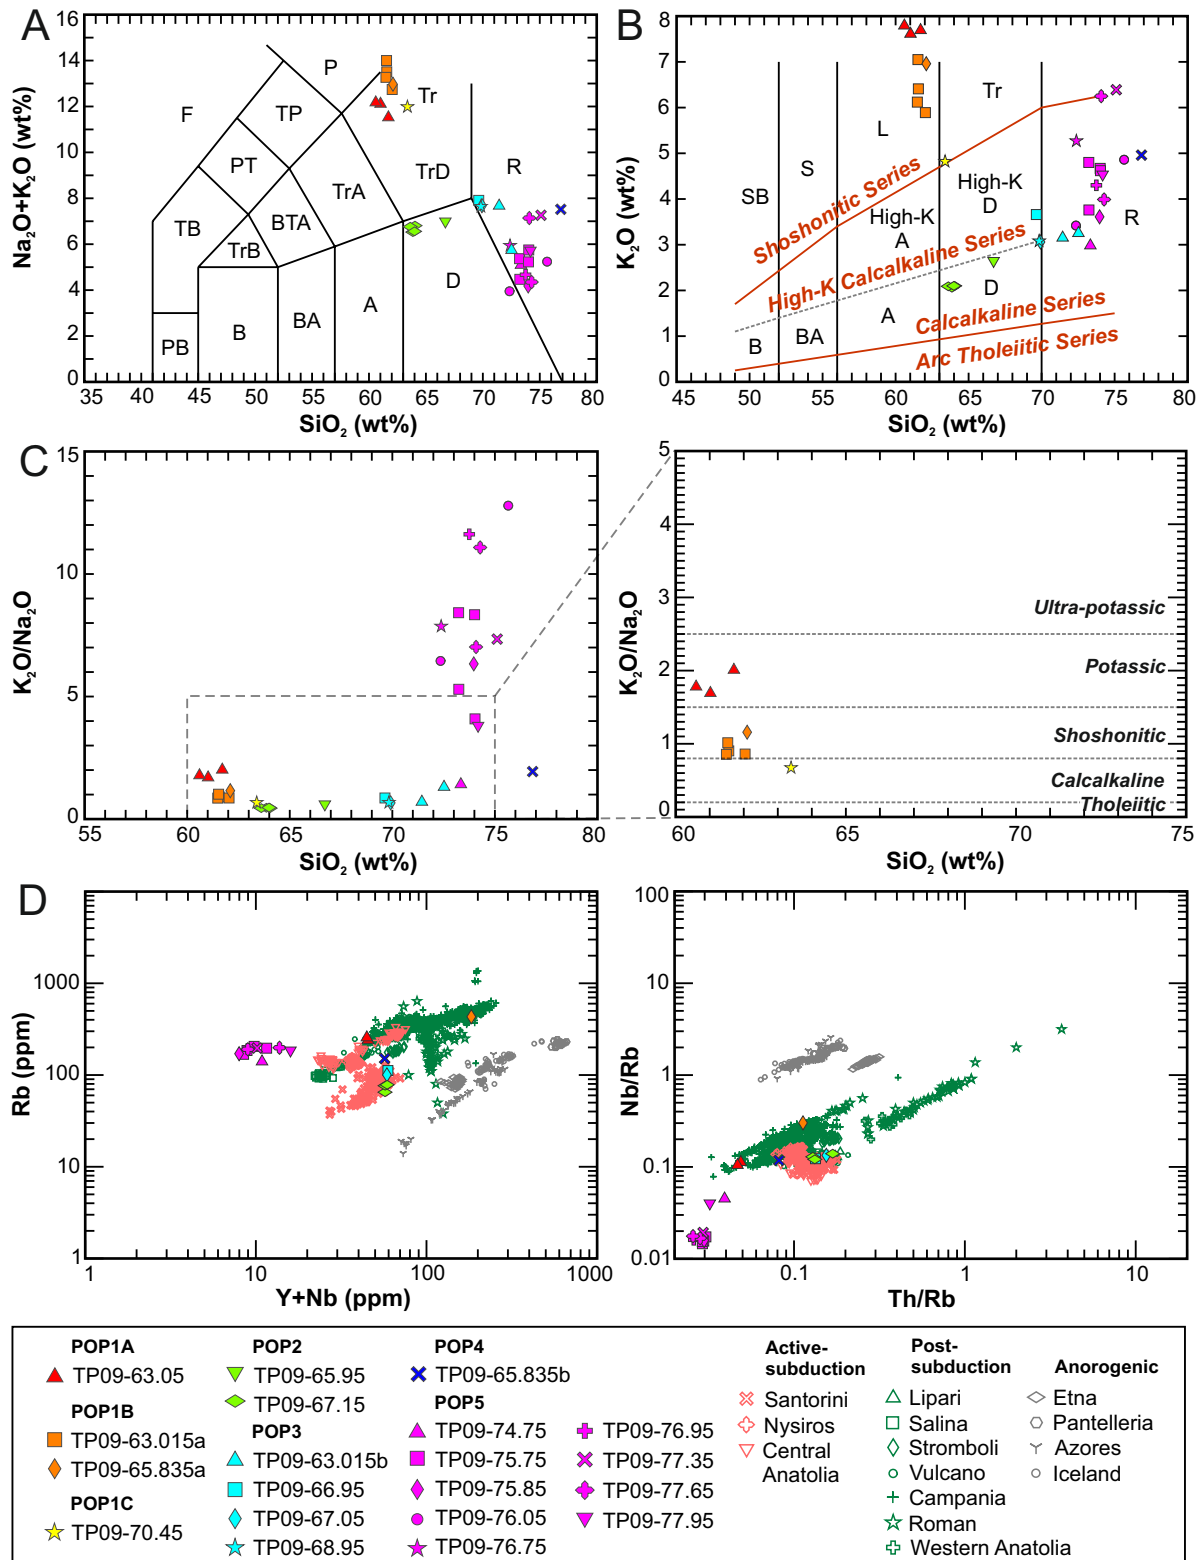 A
Na₂O+K₂O (wt%)
16
14
12
10
8
6
4
2
0
F
P
TP
Tr
PT
TrD
R
TrA
TB
BTA
TrB
D
A
BA
B
PB
35
40
45
50
55
60
65
70
75
80
SiO₂ (wt%)
B
K₂O (wt%)
8
7
6
5
4
3
2
1
0
Tr
L
S
SB
High-K
D
High-K
A
R
Shoshonitic Series
High-K Calcalkaline Series
Calcalkaline Series
Arc Tholeiitic Series
D
A
BA
B
45
50
55
60
65
70
75
80
SiO₂ (wt%)
C
K₂O/Na₂O
15
10
5
0
55
60
65
70
75
80
SiO₂ (wt%)
K₂O/Na₂O
5
4
3
2
1
0
Ultra-potassic
Potassic
Shoshonitic
Calcalkaline
Tholeiitic
60
65
70
75
SiO₂ (wt%)
D
Rb (ppm)
1000
100
10
1
1
10
100
1000
Y+Nb (ppm)
Nb/Rb
100
10
1
0.1
0.01
0.1
1
10
Th/Rb
POP1A
TP09-63.05
POP1B
TP09-63.015a
TP09-65.835a
POP1C
TP09-70.45
POP2
TP09-65.95
TP09-67.15
POP3
TP09-63.015b
TP09-66.95
TP09-67.05
TP09-68.95
POP4
TP09-65.835b
POP5
TP09-74.75
TP09-75.75
TP09-75.85
TP09-76.05
TP09-76.75
TP09-76.95
TP09-77.35
TP09-77.65
TP09-77.95
Active-
subduction
Santorini
Nysiros
Central
Anatolia
Post-
subduction
Lipari
Salina
Stromboli
Vulcano
Campania
Roman
Western Anatolia
Anorogenic
Etna
Pantelleria
Azores
Iceland